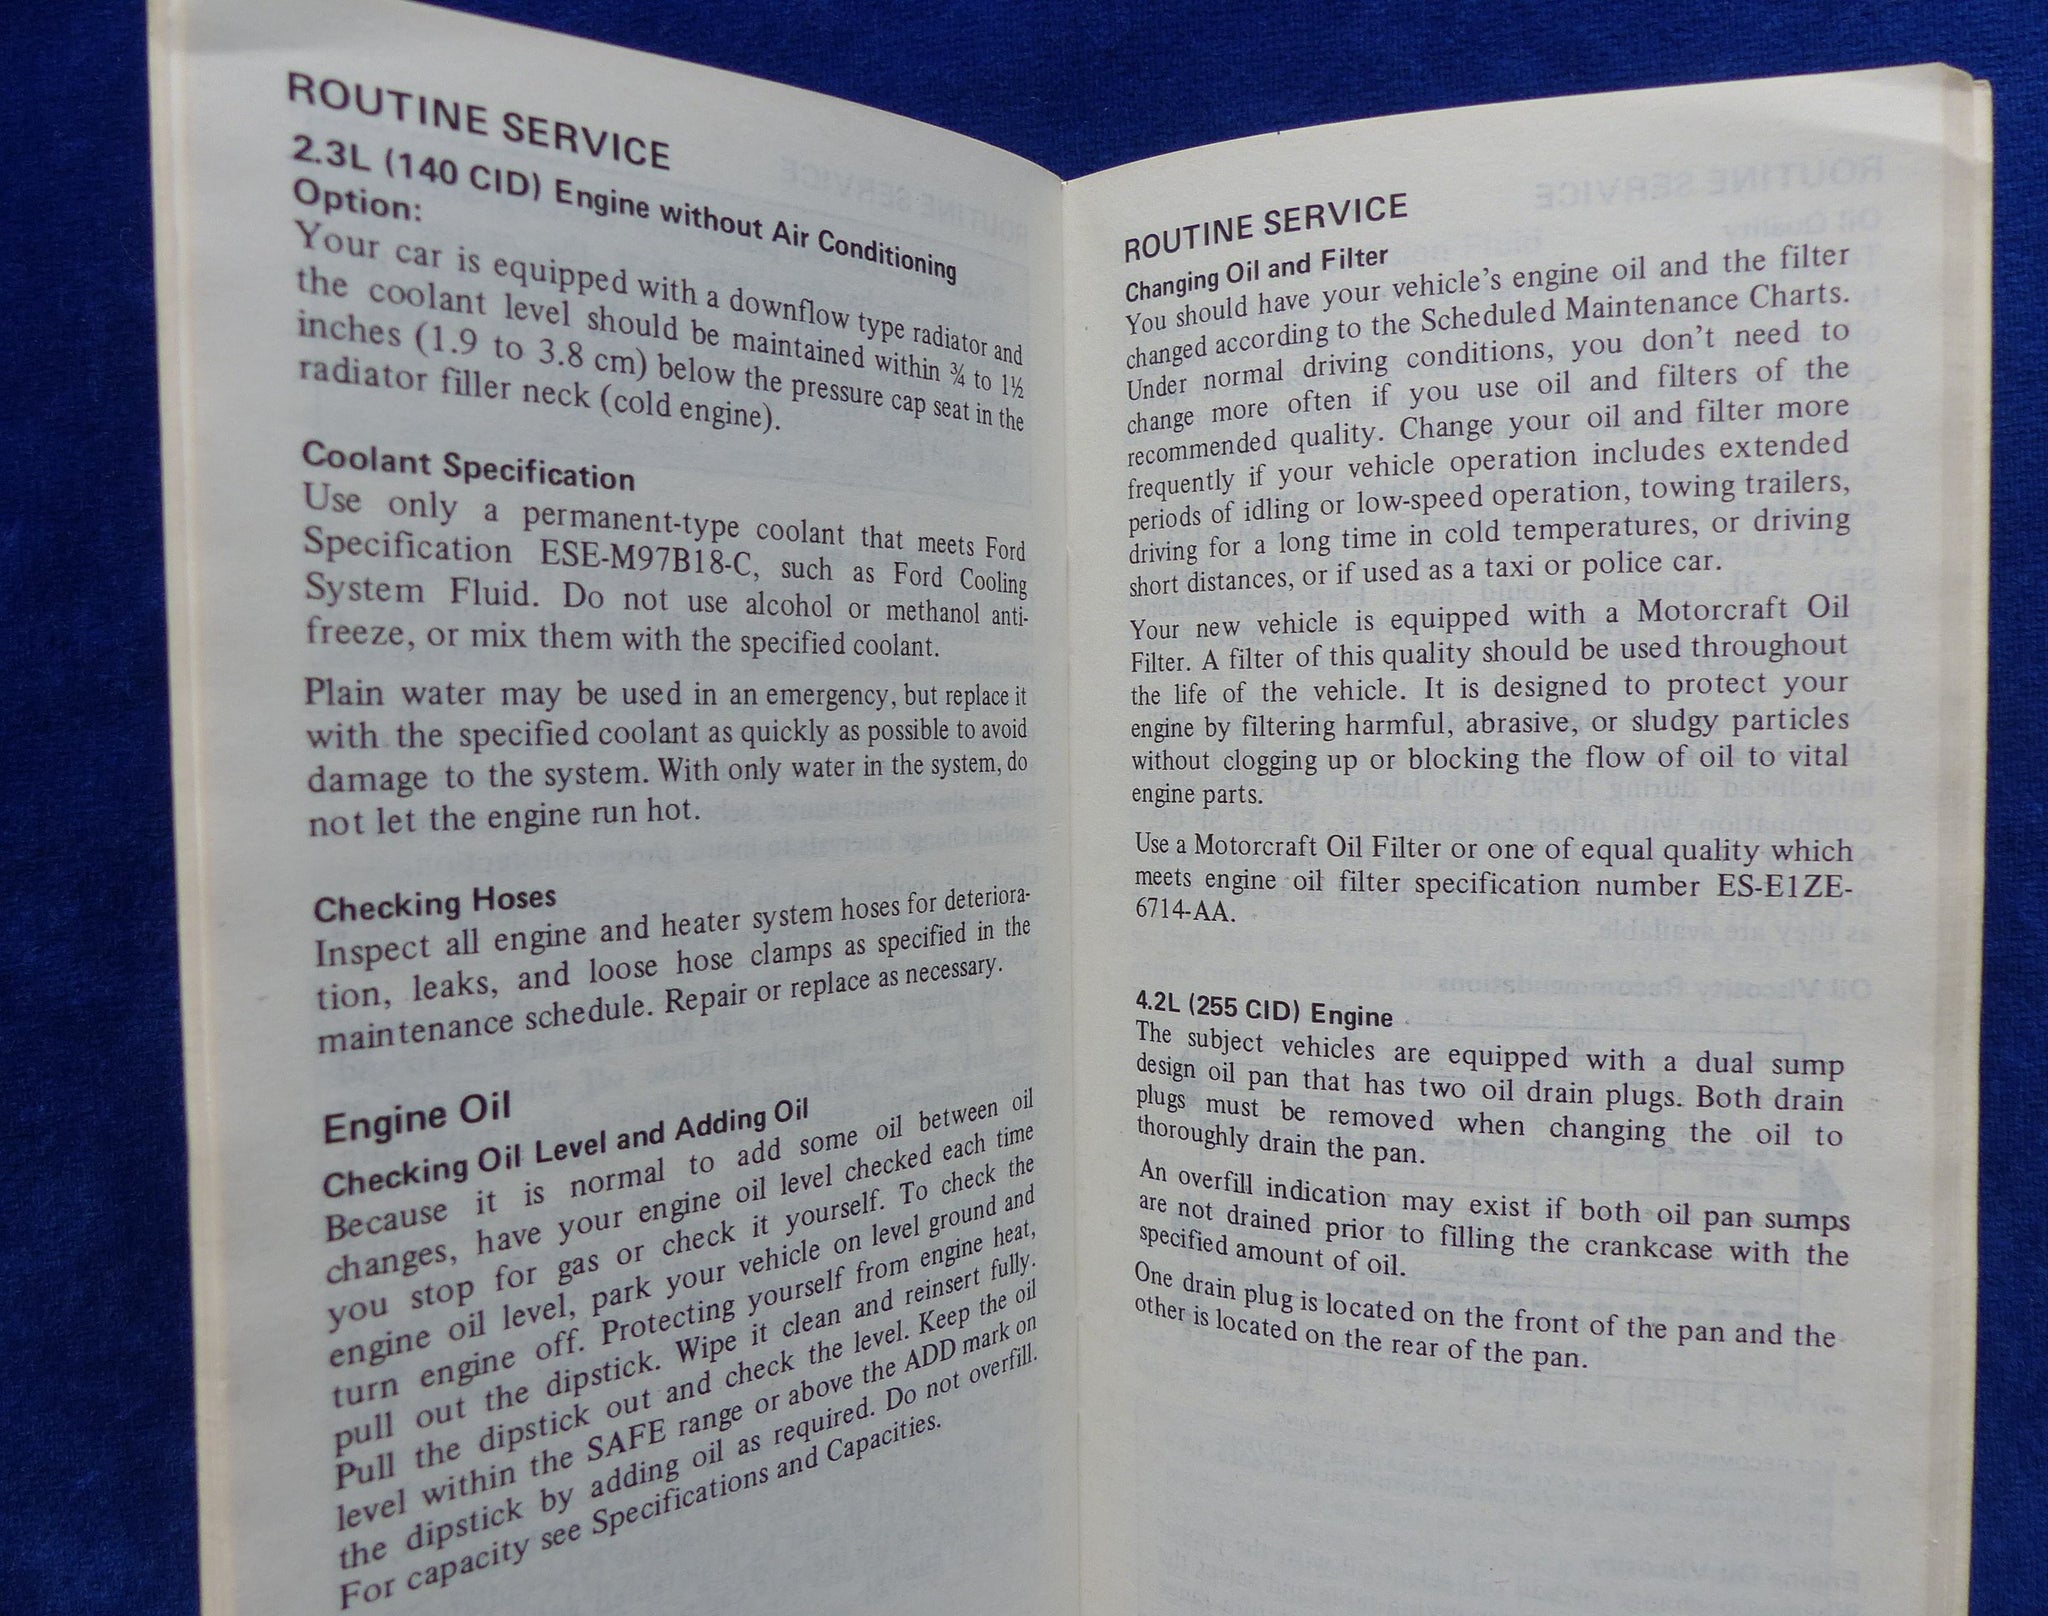 ROUTINE SERVICE
2.3L (140 CID) Engine without Air Conditioning
Option:
Your car is equipped with a downflow type radiator and
the coolant level should be maintained within ¾ to 1½
inches (1.9 to 3.8 cm) below the pressure cap seat in the
radiator filler neck (cold engine).
Coolant Specification
Use only a permanent-type coolant that meets Ford
Specification ESE-M97B18-C, such as Ford Cooling
System Fluid. Do not use alcohol or methanol anti-
freeze, or mix them with the specified coolant.
Plain water may be used in an emergency, but replace it
with the specified coolant as quickly as possible to avoid
damage to the system. With only water in the system, do
not let the engine run hot.
Checking Hoses
Inspect all engine and heater system hoses for deteriora-
tion, leaks, and loose hose clamps as specified in the
maintenance schedule. Repair or replace as necessary.
Engine Oil
Checking Oil Level and Adding Oil
Because it is normal to add some oil between oil
changes, have your engine oil level checked each time
you stop for gas or check it yourself. To check the
engine oil level, park your vehicle on level ground and
turn engine off. Protecting yourself from engine heat,
pull out the dipstick. Wipe it clean and reinsert fully.
Pull the dipstick out and check the level. Keep the oil
level within the SAFE range or above the ADD mark on
the dipstick by adding oil as required. Do not overfill.
For capacity see Specifications and Capacities.
ROUTINE SERVICE
Changing Oil and Filter
You should have your vehicle's engine oil and the filter
changed according to the Scheduled Maintenance Charts.
Under normal driving conditions, you don't need to
change more often if you use oil and filters of the
recommended quality. Change your oil and filter more
frequently if your vehicle operation includes extended
periods of idling or low-speed operation, towing trailers,
driving for a long time in cold temperatures, or driving
short distances, or if used as a taxi or police car.
Your new vehicle is equipped with a Motorcraft Oil
Filter. A filter of this quality should be used throughout
the life of the vehicle. It is designed to protect your
engine by filtering harmful, abrasive, or sludgy particles
without clogging up or blocking the flow of oil to vital
engine parts.
Use a Motorcraft Oil Filter or one of equal quality which
meets engine oil filter specification number ES-E1ZE-
6714-AA.
4.2L (255 CID) Engine
The subject vehicles are equipped with a dual sump
design oil pan that has two oil drain plugs. Both drain
plugs must be removed when changing the oil to
thoroughly drain the pan.
An overfill indication may exist if both oil pan sumps
are not drained prior to filling the crankcase with the
specified amount of oil.
One drain plug is located on the front of the pan and the
other is located on the rear of the pan.